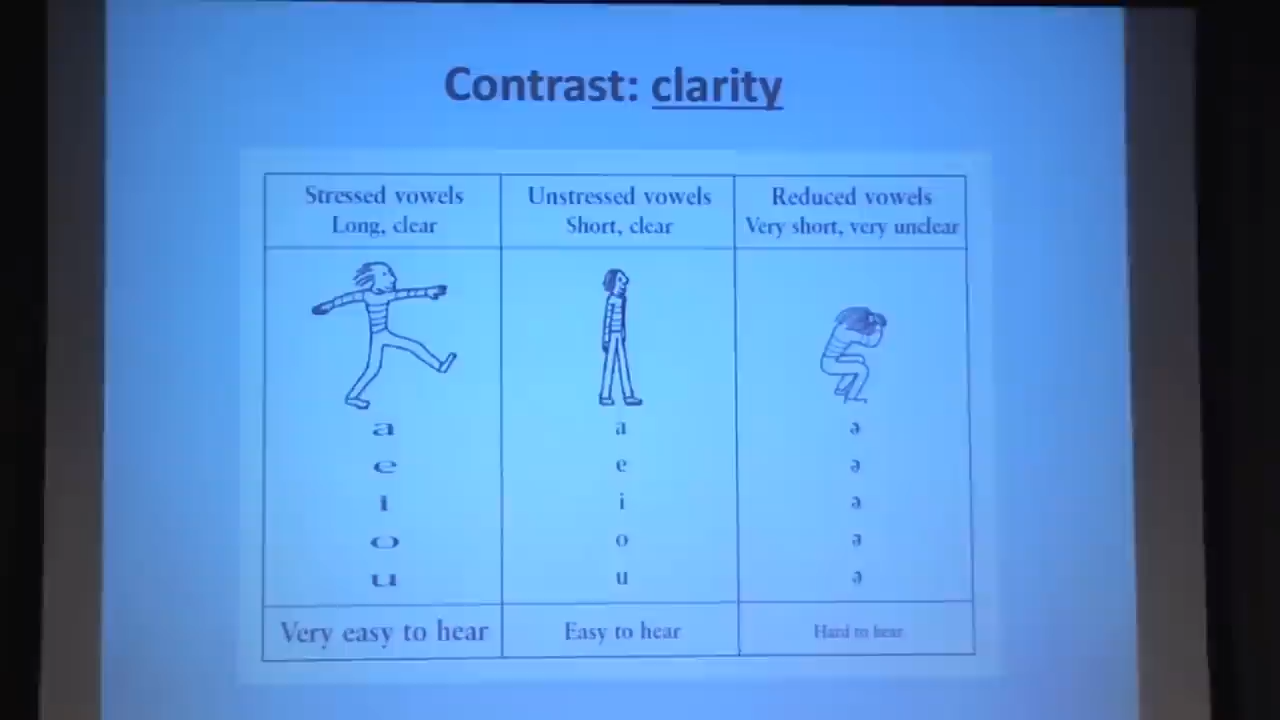 Contrast: clarity
Stressed vowels
Long, clear
Unstressed vowels
Short, clear
Reduced vowels
Very short, very unclear
a
e
i
o
u
a
e
i
o
u
ə
ə
ə
ə
ə
Very easy to hear
Easy to hear
Hard to hear